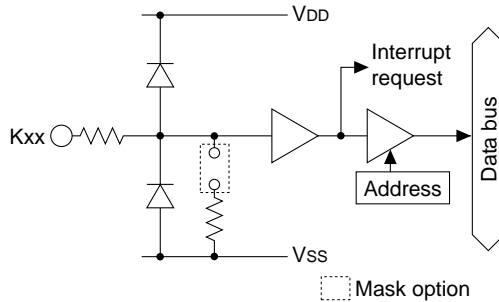 VDD
Interrupt
request
Kxx
Data bus
Address
VSS
Mask option